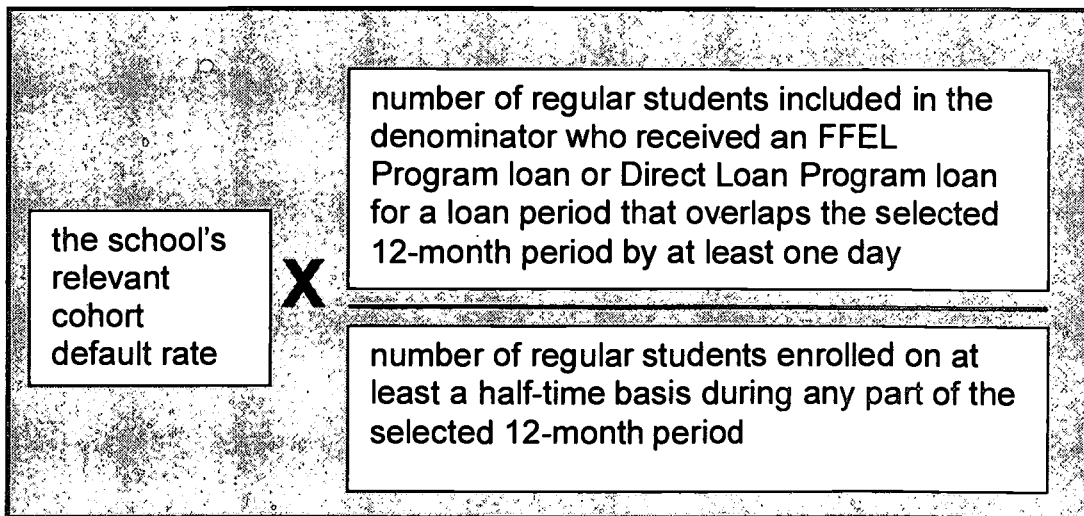 number of regular students included in the
denominator who received an FFEL
Program loan or Direct Loan Program loan
for a loan period that overlaps the selected
12-month period by at least one day
the school's
relevant
cohort
default rate
X
number of regular students enrolled on at
least a half-time basis during any part of the
selected 12-month period